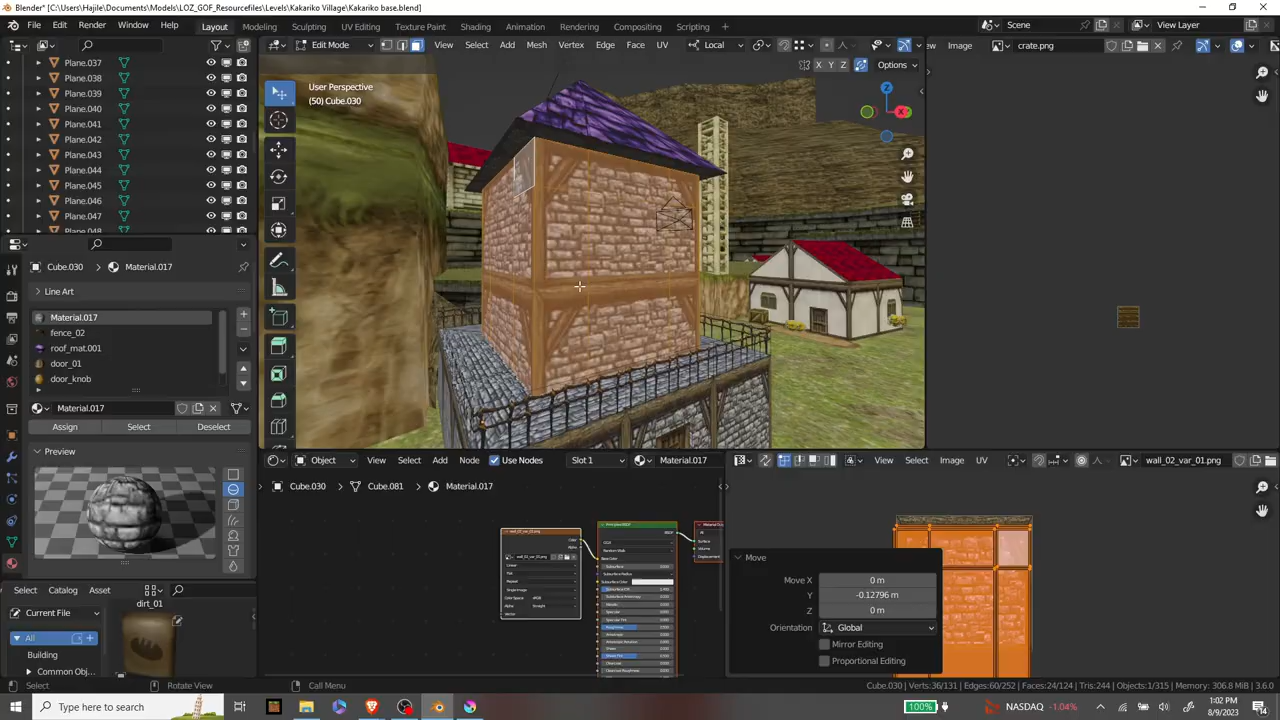 Blender* [C:\Users\Hajile\Documents\Models\LOZ_GOF_Resourcefiles\Levels\Kakariko Village\Kakariko base.blend]
File Edit Render Window Help Layout Modeling Sculpting UV Editing Texture Paint Shading Animation Rendering Compositing Scripting Scene View Layer
Edit Mode View Select Add Mesh Vertex Edge Face UV Local Image crate.png
X Y Z Options
Plane.037
Plane.038
Plane.039
Plane.040
Plane.041
Plane.042
Plane.043
Plane.044
Plane.045
Plane.046
Plane.047
Plane.048
User Perspective
(50) Cube.030
Z
X
Cube.030 Material.017
Line Art
Material.017
fence_02
roof_mat.001
door_01
door_knob
Material.017
Assign Select Deselect
Preview
Select Catalog Asset
dirt_01
Current File
All
Building
Common
Object View Select Add Node Use Nodes Slot 1 Material.017
Cube.030 Cube.081 Material.017
View Select Image UV wall_02_var_01.png
Move
Move X 0 m
Y -0.12796 m
Z 0 m
Orientation Global
Mirror Editing
Proportional Editing
Select Rotate View Call Menu Cube.030 | Verts:36/131 | Edges:60/252 | Faces:24/124 | Tris:244 | Objects:1/315 | Memory: 306.8 MiB | 3.6.0
Type here to search 100% NASDAQ -1.04% 1:02 PM
8/9/2023